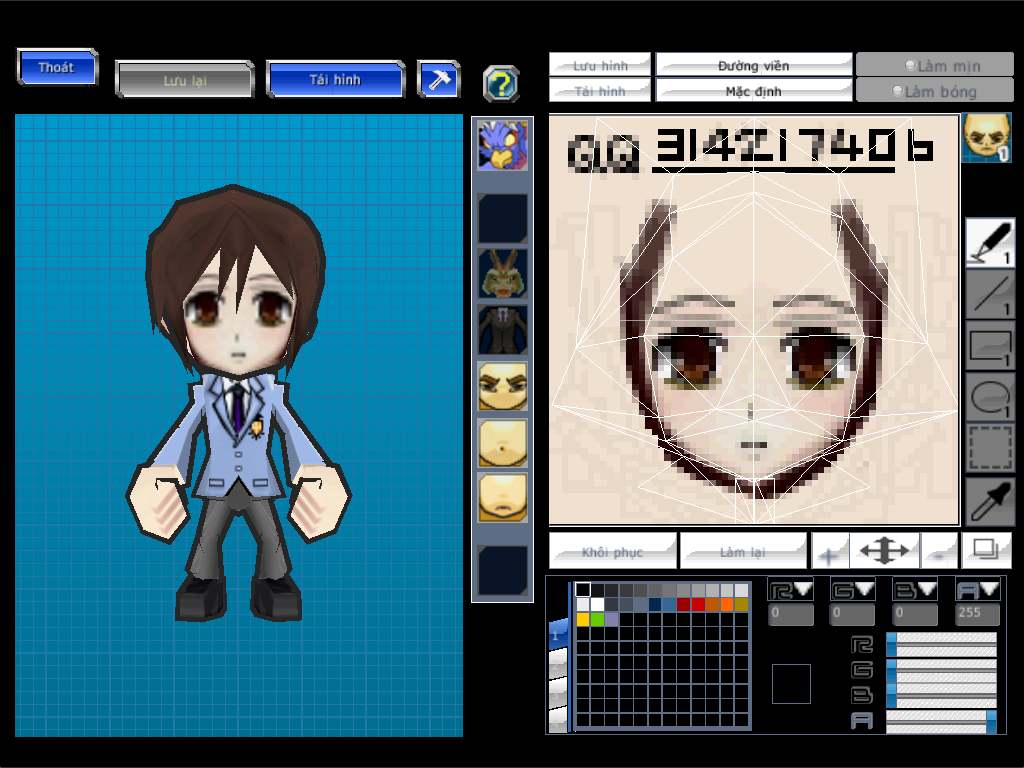 Thoát
Lưu lại
Tải hình
?
Lưu hình
Đường viền
Làm mịn
Tải hình
Mặc định
Làm bóng
QQ 314217406
1
1
1
1
1
Khôi phục
Làm lại
+
-
R
G
B
A
0
0
0
255
1
R
G
B
A